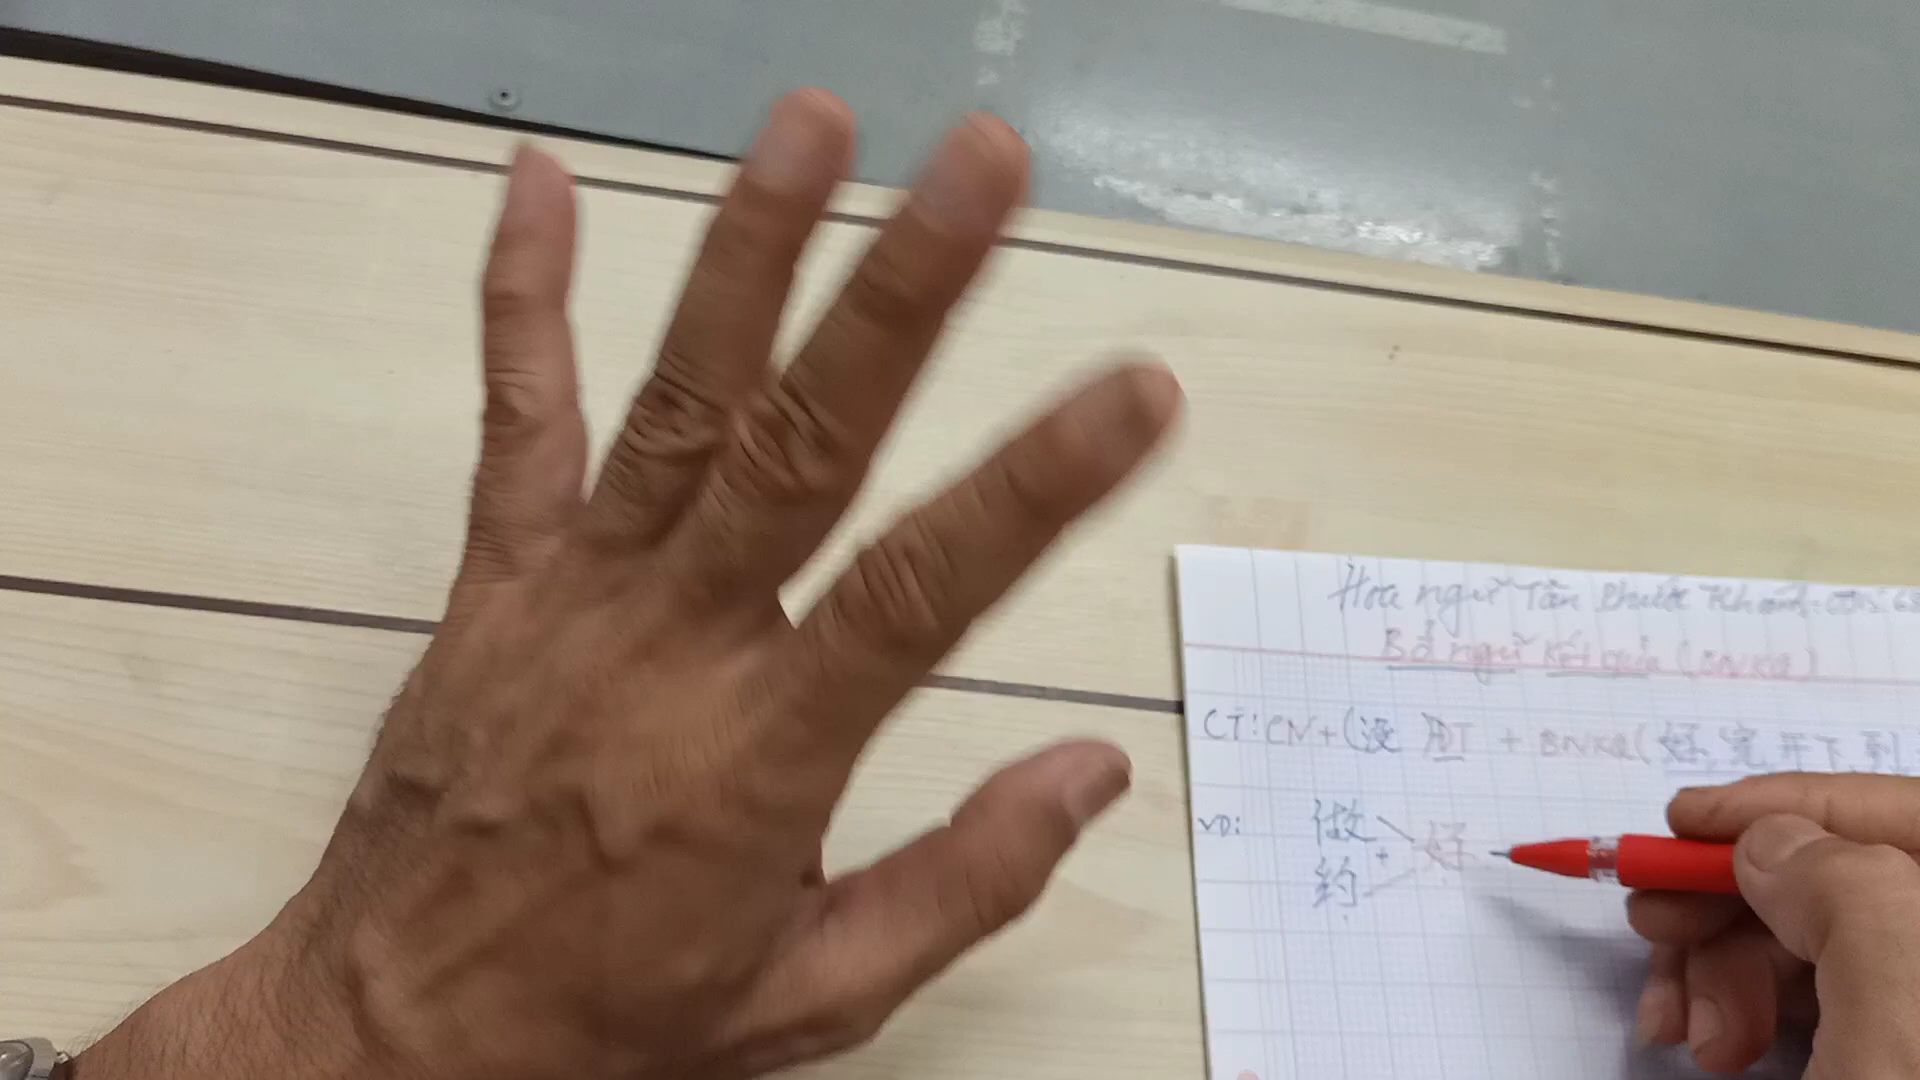 Hoa ngữ Tân Phước Khánh
Bổ ngữ kết quả (BNKQ)
CT: CN + (没) ĐT + BNKQ (好, 完, 开, 下, 到
VD: 做
+ 好
约